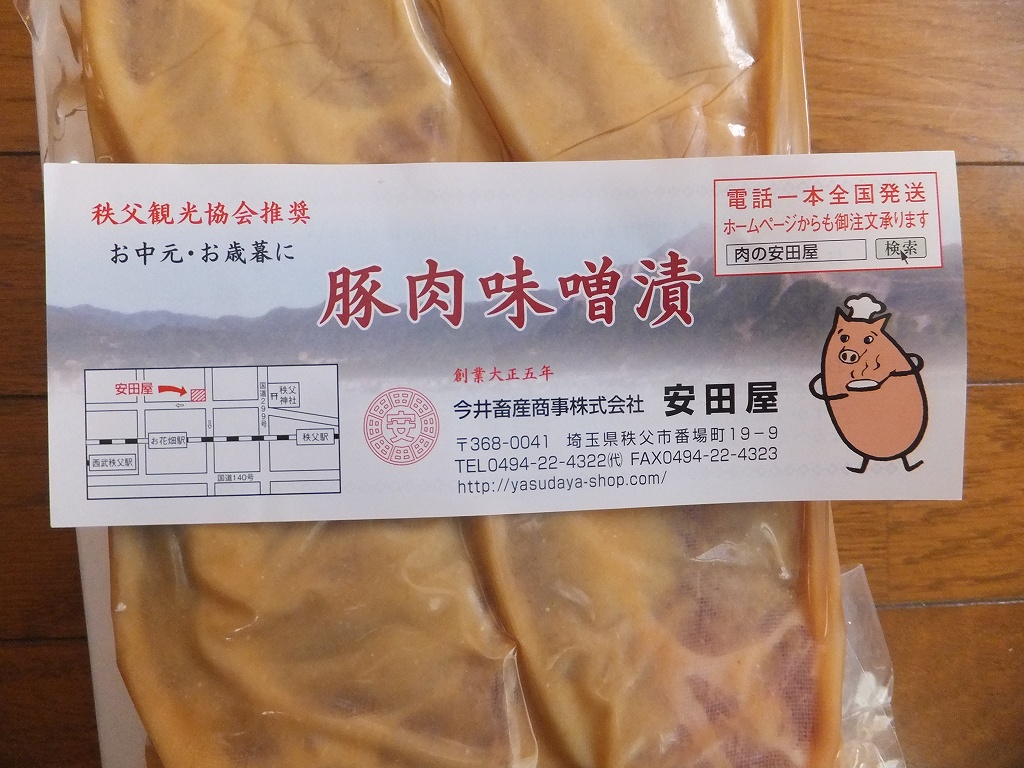 秩父観光協会推奨
お中元・お歳暮に
豚肉味噌漬
電話一本全国発送
ホームページからも御注文承ります
肉の安田屋 検索
安田屋
国道299号
秩父神社
お花畑駅
秩父駅
西武秩父駅
国道140号
安
創業大正五年
今井畜産商事株式会社 安田屋
〒368-0041 埼玉県秩父市番場町19-9
TEL0494-22-4322㈹ FAX0494-22-4323
http://yasudaya-shop.com/